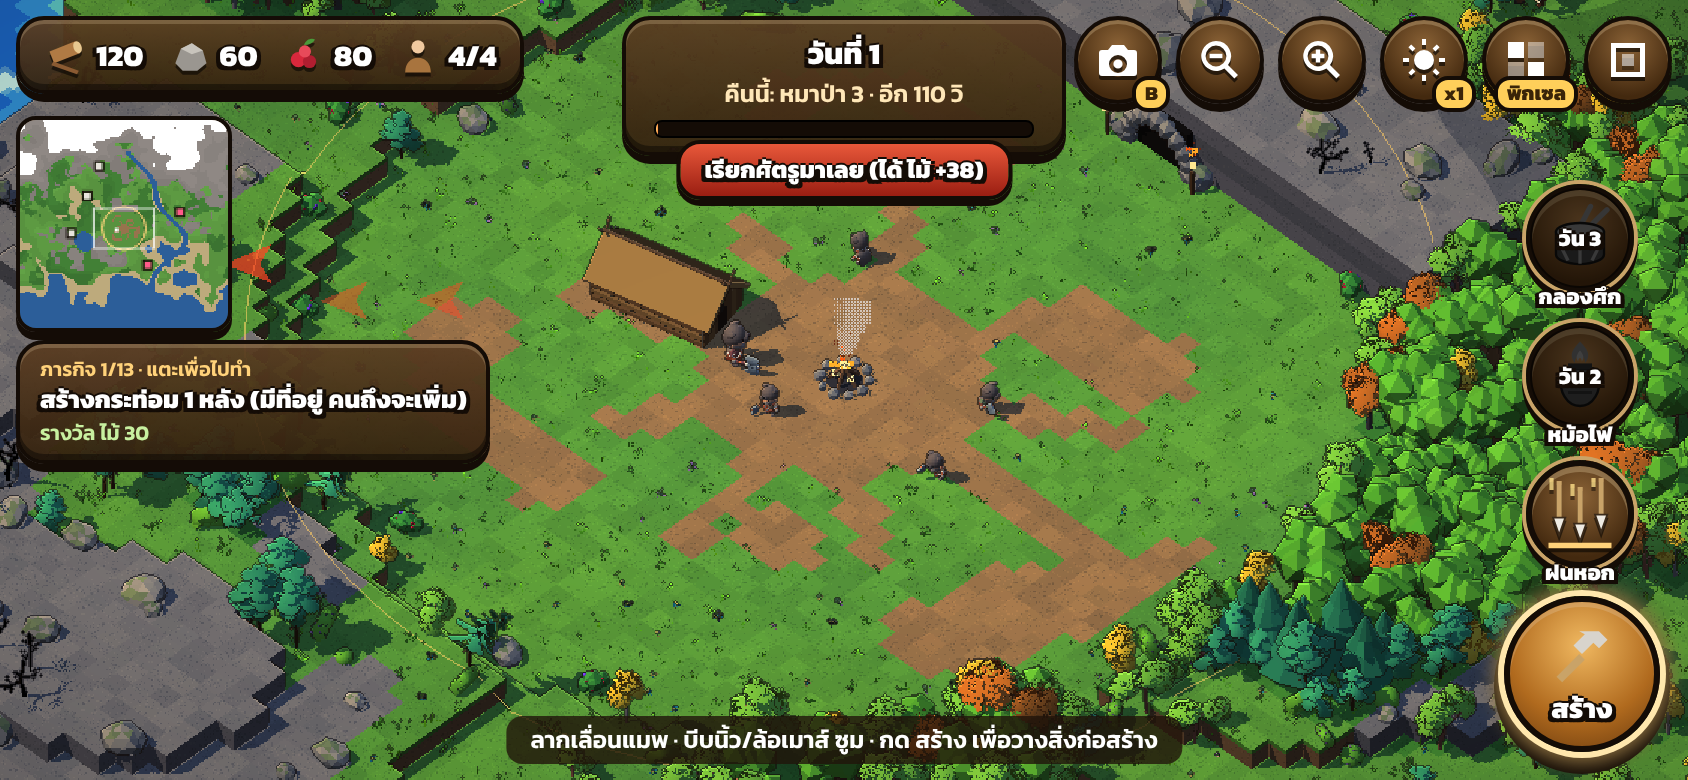 120 60 80 4/4
วันที่ 1
คืนนี้: หมาป่า 3 · อีก 110 วิ
เรียกศัตรูมาเลย (ได้ ไม้ +38)
B
x1
พิกเซล
ภารกิจ 1/13 · แตะเพื่อไปทำ
สร้างกระท่อม 1 หลัง (มีที่อยู่ คนถึงจะเพิ่ม)
รางวัล ไม้ 30
วัน 3
กลองศึก
วัน 2
หม้อไฟ
ฝนหอก
สร้าง
ลากเลื่อนแมพ · บีบนิ้ว/ล้อเมาส์ ซูม · กด สร้าง เพื่อวางสิ่งก่อสร้าง